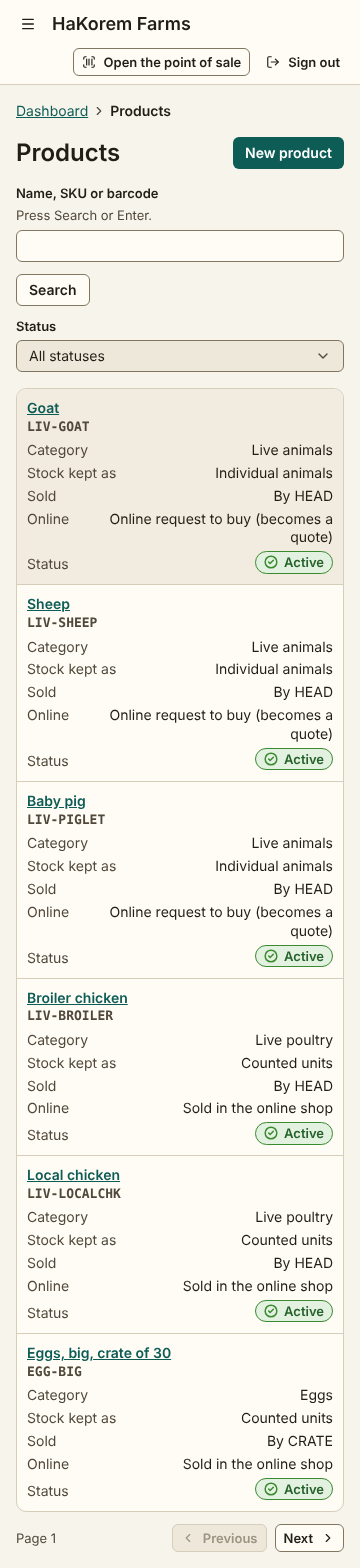 HaKorem Farms
Open the point of sale
Sign out
Dashboard > Products
Products
New product
Name, SKU or barcode
Press Search or Enter.
Search
Status
All statuses
Goat
LIV-GOAT
Category Live animals
Stock kept as Individual animals
Sold By HEAD
Online Online request to buy (becomes a
quote)
Status Active
Sheep
LIV-SHEEP
Category Live animals
Stock kept as Individual animals
Sold By HEAD
Online Online request to buy (becomes a
quote)
Status Active
Baby pig
LIV-PIGLET
Category Live animals
Stock kept as Individual animals
Sold By HEAD
Online Online request to buy (becomes a
quote)
Status Active
Broiler chicken
LIV-BROILER
Category Live poultry
Stock kept as Counted units
Sold By HEAD
Online Sold in the online shop
Status Active
Local chicken
LIV-LOCALCHK
Category Live poultry
Stock kept as Counted units
Sold By HEAD
Online Sold in the online shop
Status Active
Eggs, big, crate of 30
EGG-BIG
Category Eggs
Stock kept as Counted units
Sold By CRATE
Online Sold in the online shop
Status Active
Page 1
Previous
Next